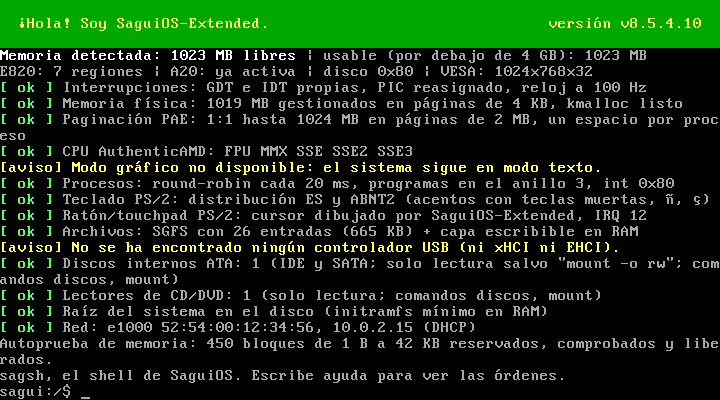 ¡Hola! Soy SaguiOS-Extended. versión v8.5.4.10
Memoria detectada: 1023 MB libres ¦ usable (por debajo de 4 GB): 1023 MB
E820: 7 regiones ¦ A20: ya activa ¦ disco 0x80 ¦ VESA: 1024x768x32
[ ok ] Interrupciones: GDT e IDT propias, PIC reasignado, reloj a 100 Hz
[ ok ] Memoria física: 1019 MB gestionados en páginas de 4 KB, kmalloc listo
[ ok ] Paginación PAE: 1:1 hasta 1024 MB en páginas de 2 MB, un espacio por proc
eso
[ ok ] CPU AuthenticAMD: FPU MMX SSE SSE2 SSE3
[aviso] Modo gráfico no disponible: el sistema sigue en modo texto.
[ ok ] Procesos: round-robin cada 20 ms, programas en el anillo 3, int 0x80
[ ok ] Teclado PS/2: distribución ES y ABNT2 (acentos con teclas muertas, ñ, ç)
[ ok ] Ratón/touchpad PS/2: cursor dibujado por SaguiOS-Extended, IRQ 12
[ ok ] Archivos: SGFS con 26 entradas (665 KB) + capa escribible en RAM
[aviso] No se ha encontrado ningún controlador USB (ni xHCI ni EHCI).
[ ok ] Discos internos ATA: 1 (IDE y SATA; solo lectura salvo "mount -o rw"; com
andos discos, mount)
[ ok ] Lectores de CD/DVD: 1 (solo lectura; comandos discos, mount)
[ ok ] Raíz del sistema en el disco (initramfs mínimo en RAM)
[ ok ] Red: e1000 52:54:00:12:34:56, 10.0.2.15 (DHCP)
Autoprueba de memoria: 450 bloques de 1 B a 42 KB reservados, comprobados y libe
rados.
sagsh, el shell de SaguiOS. Escribe ayuda para ver las órdenes.
sagui:/$ _